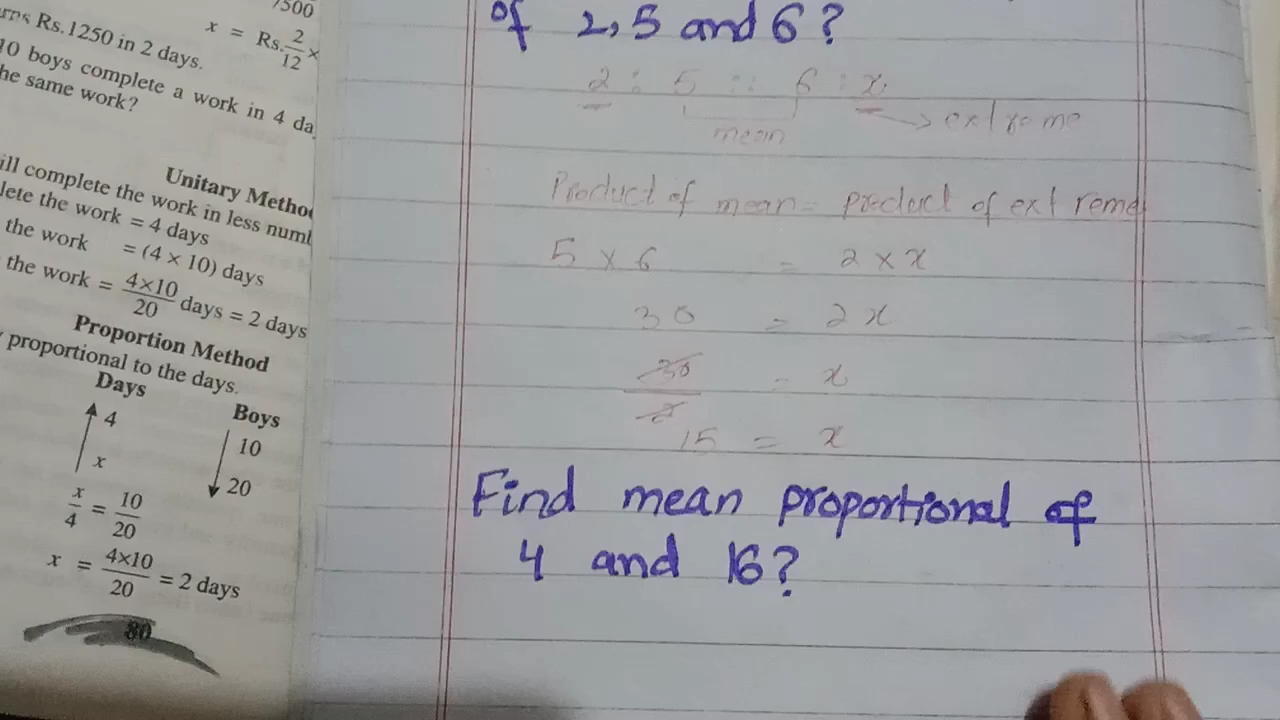 7500
x = Rs. 2/12 ×
Rs.1250 in 2 days.
10 boys complete a work in 4
the same work?
Unitary
ill complete the work in less
lete the work = 4 days
the work = (4 × 10) days
the work = 4×10/20 days = 2 days
Proportion Method
proportional to the days.
Days Boys
4 10
x 20
x/4 = 10/20
x = 4×10/20 = 2 days
80
of 2,5 and 6?
2 : 5 :: 6 : x
mean
extreme
Product of mean = product of extreme
5 × 6 = 2 × x
30 = 2x
30/2 = x
15 = x
Find mean proportional of
4 and 16?